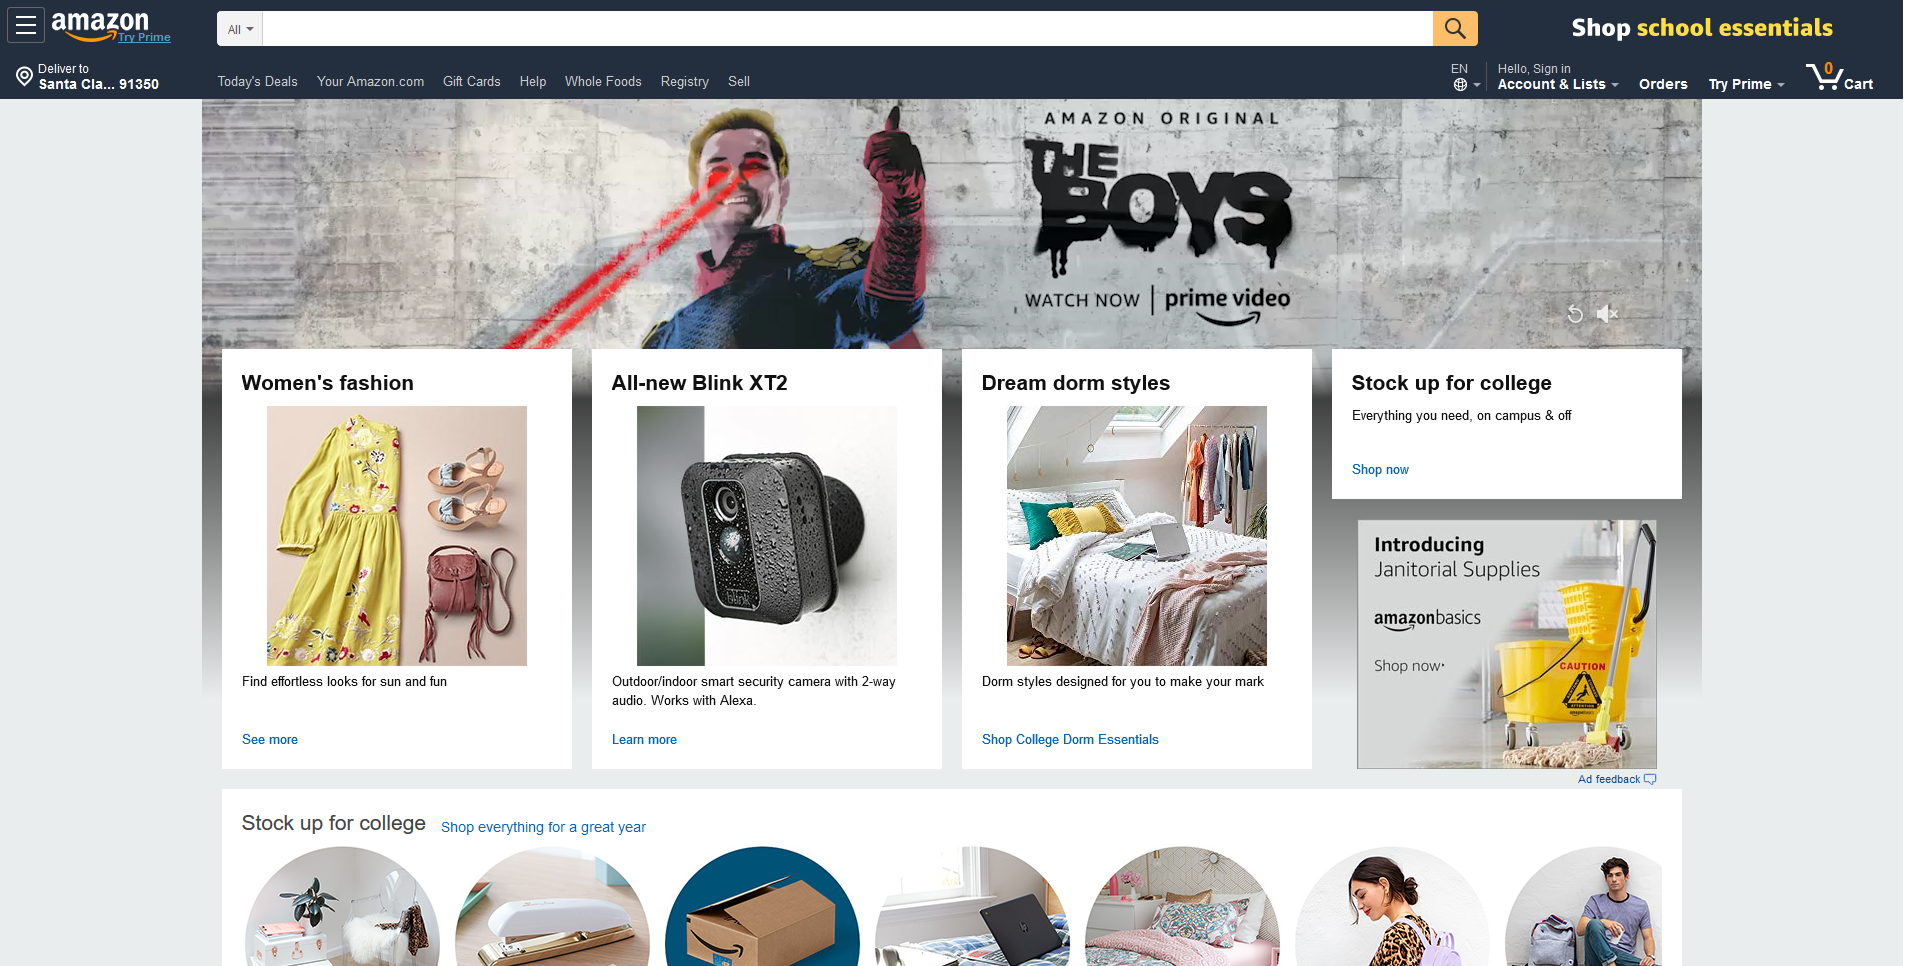 amazon
Try Prime
All
Shop school essentials
Deliver to
Santa Cla... 91350
Today's Deals
Your Amazon.com
Gift Cards
Help
Whole Foods
Registry
Sell
EN
Hello, Sign in
Account & Lists
Orders
Try Prime
0
Cart
AMAZON ORIGINAL
THE
BOYS
WATCH NOW | prime video
Women's fashion
Find effortless looks for sun and fun
See more
All-new Blink XT2
blink
Outdoor/indoor smart security camera with 2-way
audio. Works with Alexa.
Learn more
Dream dorm styles
Dorm styles designed for you to make your mark
Shop College Dorm Essentials
Stock up for college
Everything you need, on campus & off
Shop now
Introducing
Janitorial Supplies
amazonbasics
Shop now
CAUTION
ATTENTION
amazonbasics
Ad feedback
Stock up for college
Shop everything for a great year